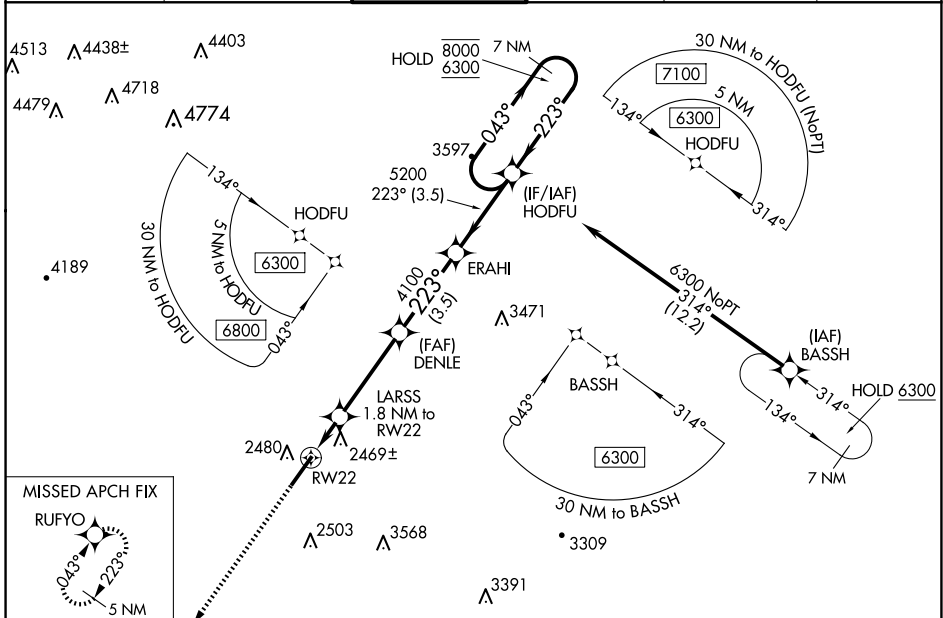 4513
4438±
4403
4479
4718
4774
HOLD 8000
6300
7 NM
043°
223°
30 NM to HODFU (NoPT)
7100
5 NM
134°
6300
HODFU
314°
3597
5200
223° (3.5)
(IF/IAF)
HODFU
134°
HODFU
30 NM to HODFU
5 NM to HODFU
6300
6800
043°
4189
ERAHI
4100
223°
(3.5)
6300 NoPT
314°
(12.2)
3471
(FAF)
DENLE
(IAF)
BASSH
BASSH
HOLD 6300
314°
134°
7 NM
LARSS
1.8 NM to
RW22
043°
314°
2480
2469±
RW22
6300
30 NM to BASSH
MISSED APCH FIX
RUFYO
043°
223°
5 NM
2503
3568
3309
3391